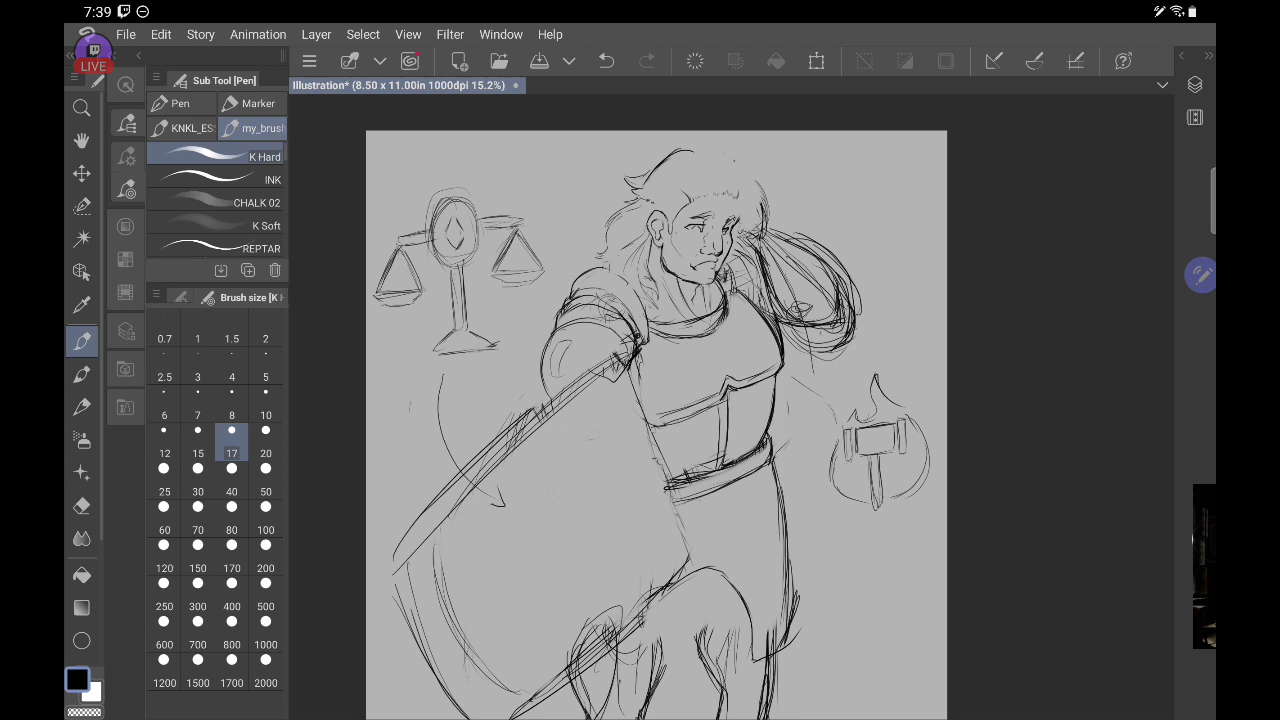 7:39
File Edit Story Animation Layer Select View Filter Window Help
LIVE
Sub Tool [Pen]
Illustration* (8.50 x 11.00in 1000dpi 15.2%)
Pen Marker
KNKL_ES my_brush
K Hard
INK
CHALK 02
K Soft
REPTAR
Brush size [K H
0.7 1 1.5 2
2.5 3 4 5
6 7 8 10
12 15 17 20
25 30 40 50
60 70 80 100
120 150 170 200
250 300 400 500
600 700 800 1000
1200 1500 1700 2000